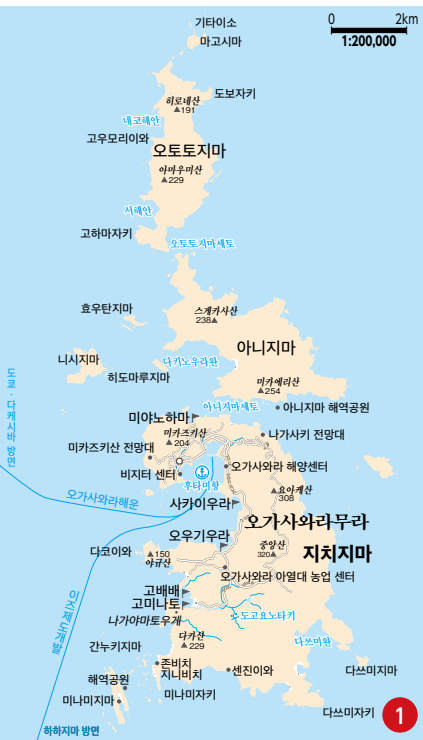 기타이소
마고시마
0 2km
1:200,000
히로네산
▲191
도보자키
네코해안
고우모리이와
오토토지마
야마우미산
▲229
서해안
고하마자키
오토토지마세토
효우탄지마
스게카사산
238▲
아니지마
니시지마
다키노우라완
히도마루지마
미카에리산
▲254
도쿄·다케시바 방면
아니지마세토
아니지마 해역공원
미야노하마
미카즈키산
▲204
나가사키 전망대
미카즈키산 전망대
비지터 센터
오가사와라 해양센터
후타미항
요아케산
308
오가사와라해운
사카이우라
오가사와라무라
오우기우라
중앙산
320▲
지치지마
다코이와
▲150
야규산
오가사와라 아열대 농업 센터
이즈제도개발
고배배
고미나토
나가야마토우게
도고요노타키
다카산
▲229
간누키지마
다쓰미완
존비치
지니비치
센진이와
다쓰미지마
해역공원
미나미자키
미나미지마
다쓰미자키
하하지마 방면
1